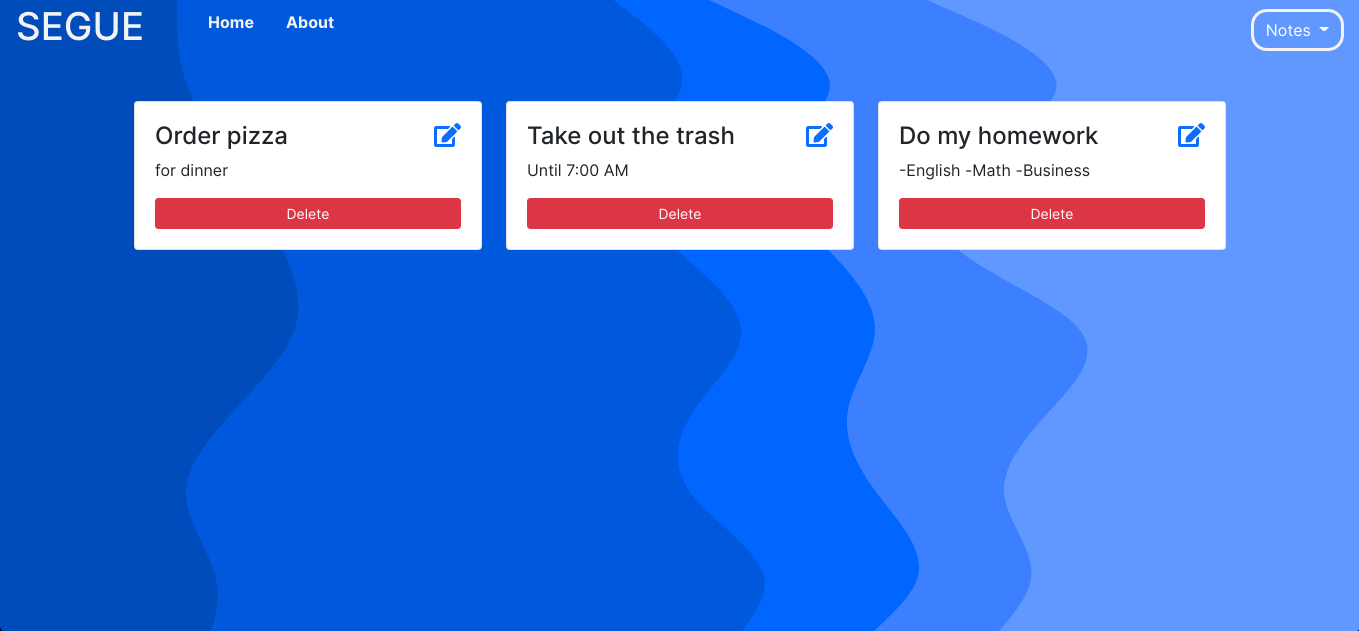 SEGUE
Home
About
Notes
Order pizza
for dinner
Delete
Take out the trash
Until 7:00 AM
Delete
Do my homework
-English -Math -Business
Delete